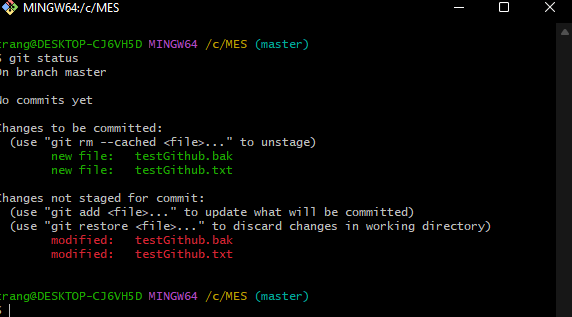 MINGW64:/c/MES
trang@DESKTOP-CJ6VH5D MINGW64 /c/MES (master)
$ git status
On branch master
No commits yet
Changes to be committed:
(use "git rm --cached <file>..." to unstage)
new file: testGithub.bak
new file: testGithub.txt
Changes not staged for commit:
(use "git add <file>..." to update what will be committed)
(use "git restore <file>..." to discard changes in working directory)
modified: testGithub.bak
modified: testGithub.txt
trang@DESKTOP-CJ6VH5D MINGW64 /c/MES (master)
$